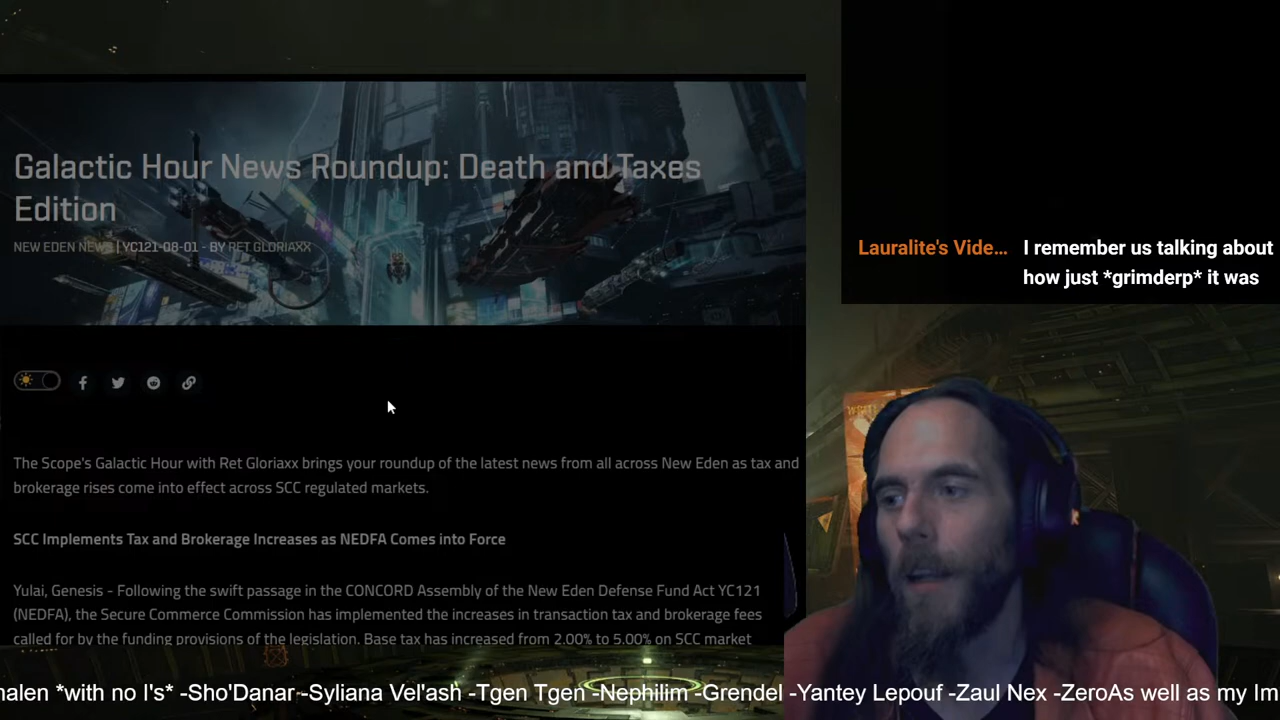 Galactic Hour News Roundup: Death and Taxes
Edition
NEW EDEN NEWS | YC121-08-01 - BY RET GLORIAXX
Lauralite's Vide… I remember us talking about
how just *grimderp* it was
The Scope's Galactic Hour with Ret Gloriaxx brings your roundup of the latest news from all across New Eden as tax and
brokerage rises come into effect across SCC regulated markets.
SCC Implements Tax and Brokerage Increases as NEDFA Comes into Force
Yulai, Genesis - Following the swift passage in the CONCORD Assembly of the New Eden Defense Fund Act YC121
(NEDFA), the Secure Commerce Commission has implemented the increases in transaction tax and brokerage fees
called for by the funding provisions of the legislation. Base tax has increased from 2.00% to 5.00% on SCC market
nalen *with no I's* -Sho'Danar -Syliana Vel'ash -Tgen Tgen -Nephilim -Grendel -Yantey Lepouf -Zaul Nex -ZeroAs well as my Im